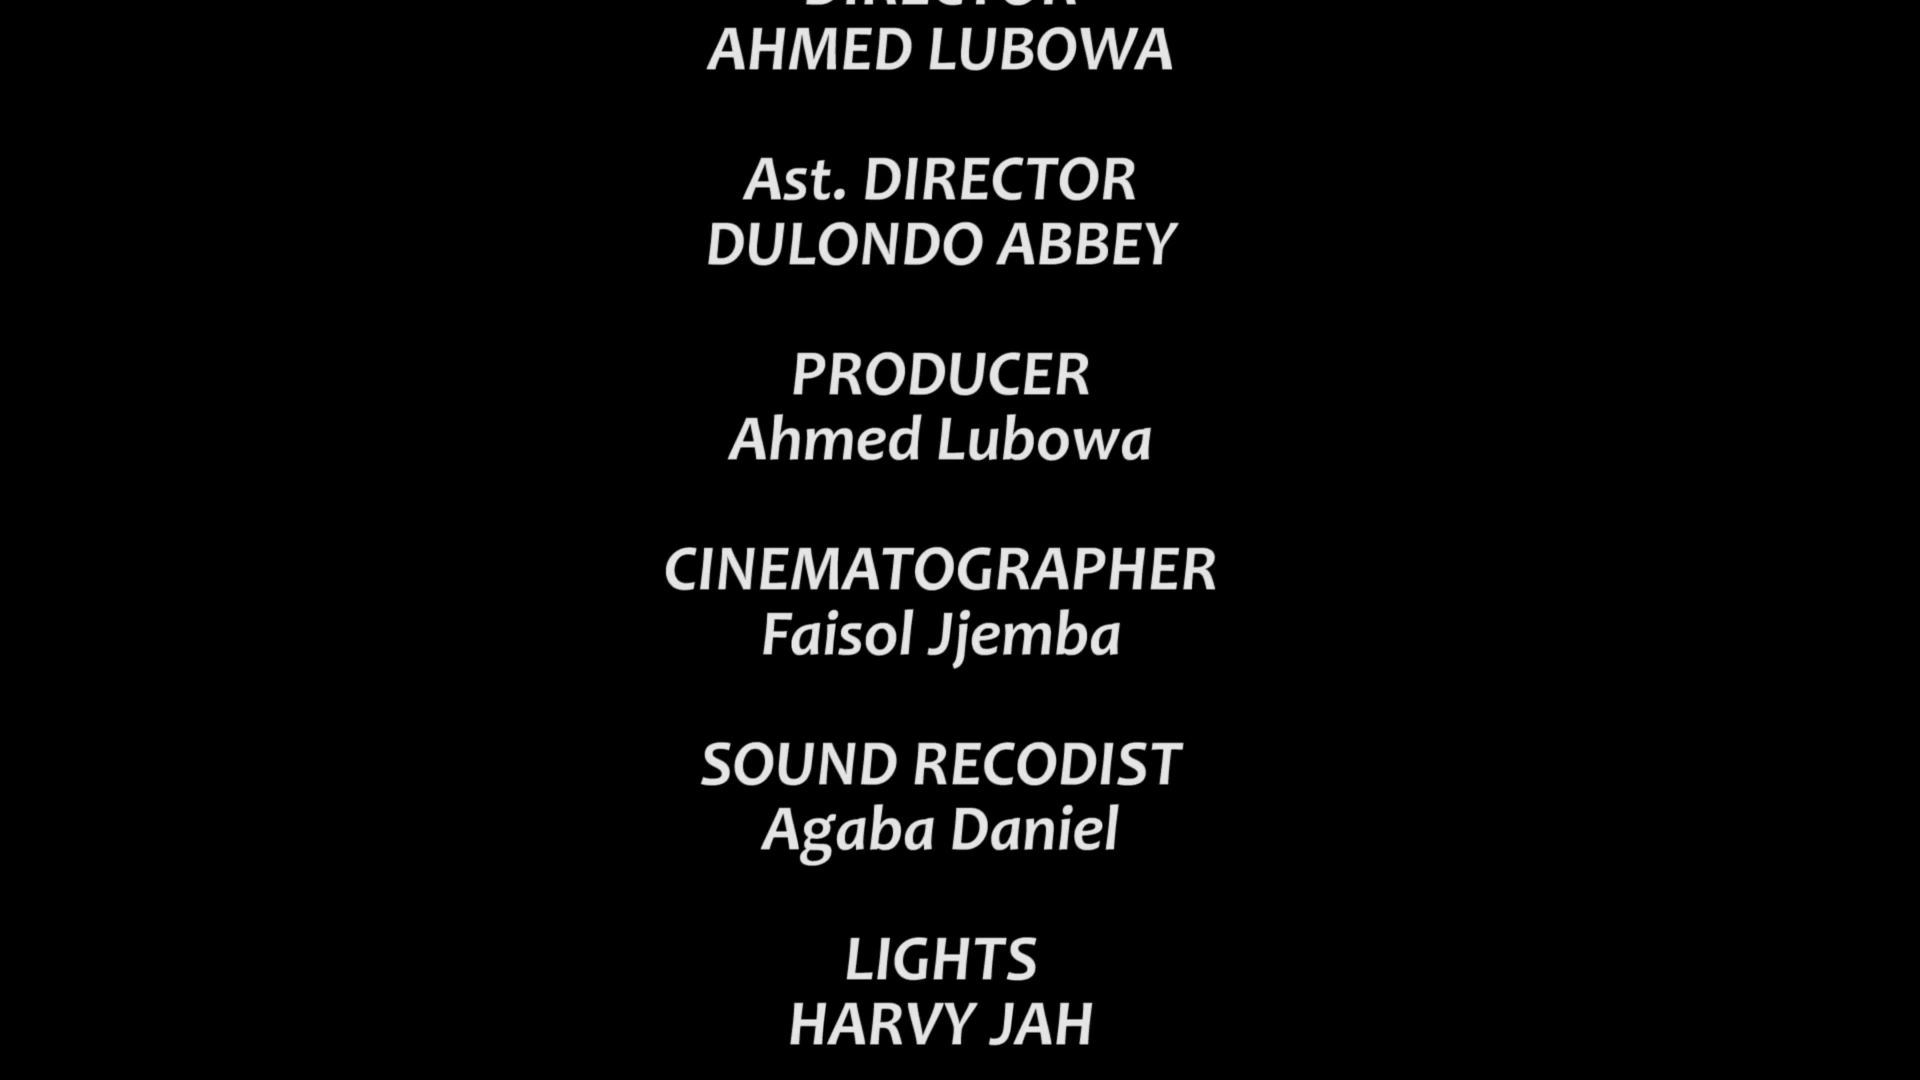 DIRECTOR
AHMED LUBOWA
Ast. DIRECTOR
DULONDO ABBEY
PRODUCER
Ahmed Lubowa
CINEMATOGRAPHER
Faisol Jjemba
SOUND RECODIST
Agaba Daniel
LIGHTS
HARVY JAH